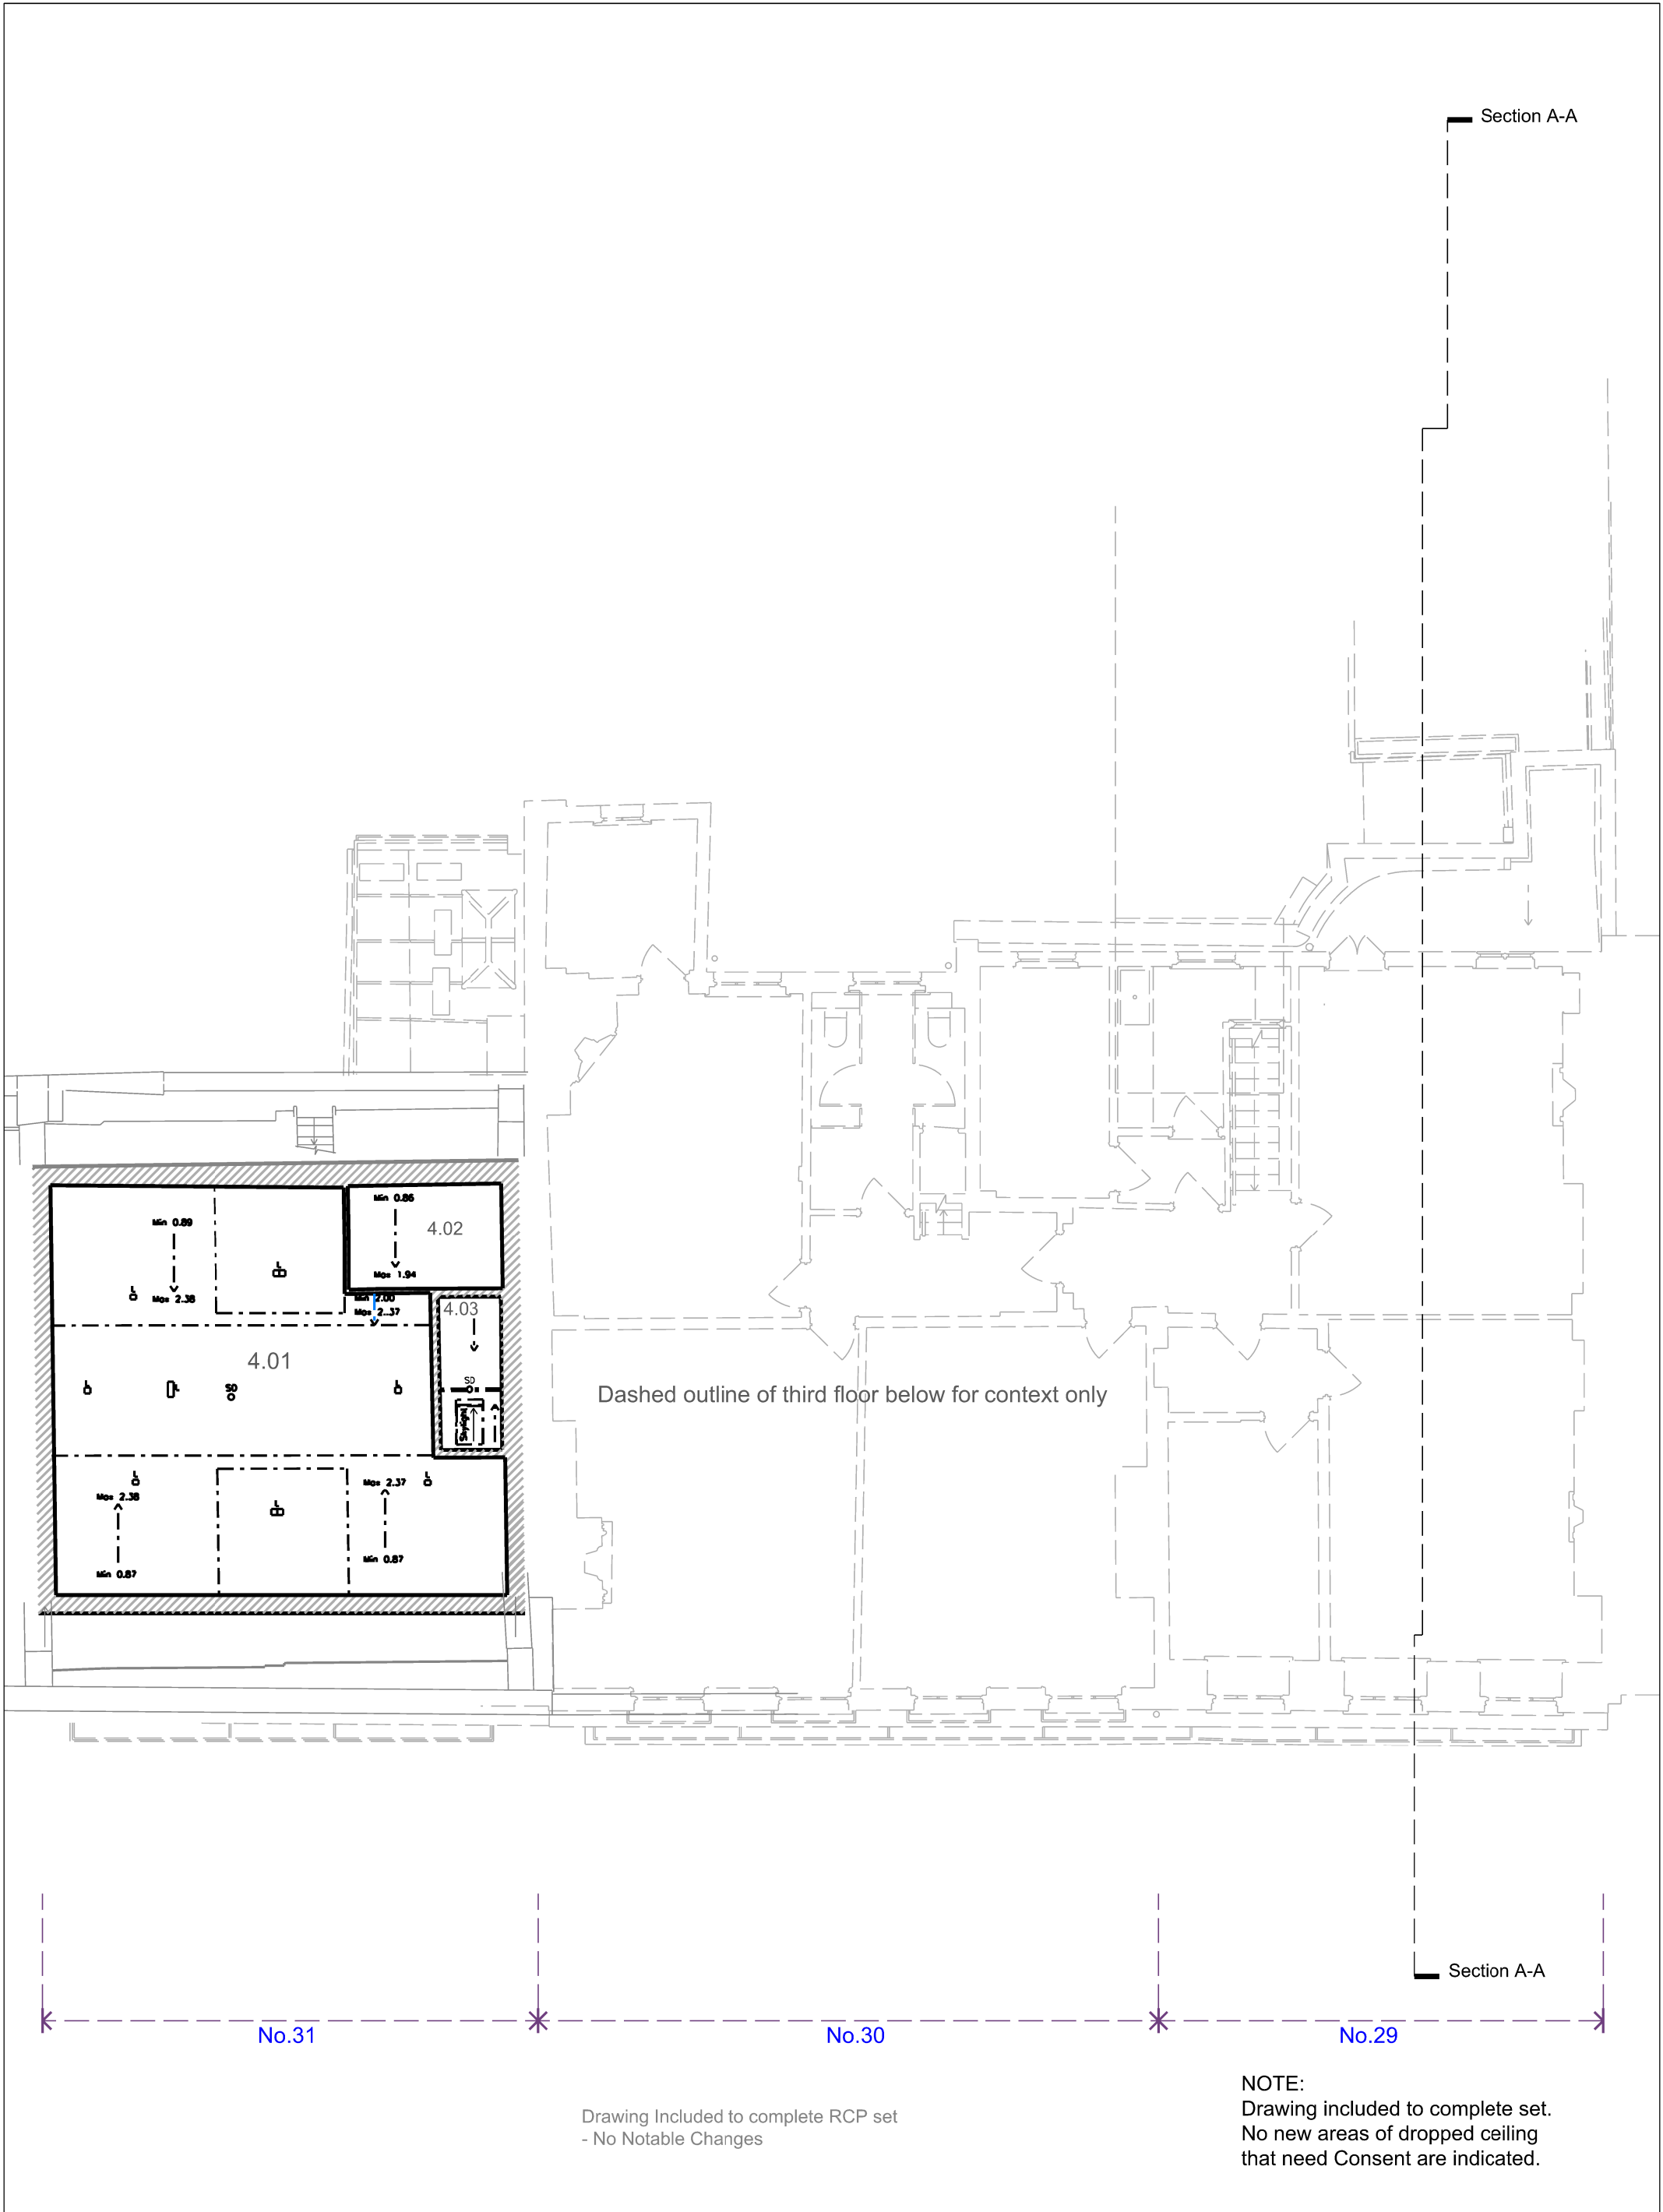 Section A-A
Min 0.86
4.02
Min 0.89
L
Max 1.94
L
Max 2.38
Min 2.00
Max 2.37
4.03
4.01
L
L
SD
L
SD
Dashed outline of third floor below for context only
Skylight
L
Max 2.37
L
Max 2.38
L
Min 0.87
Min 0.87
Section A-A
No.31
No.30
No.29
NOTE:
Drawing included to complete set.
No new areas of dropped ceiling
that need Consent are indicated.
Drawing Included to complete RCP set
- No Notable Changes